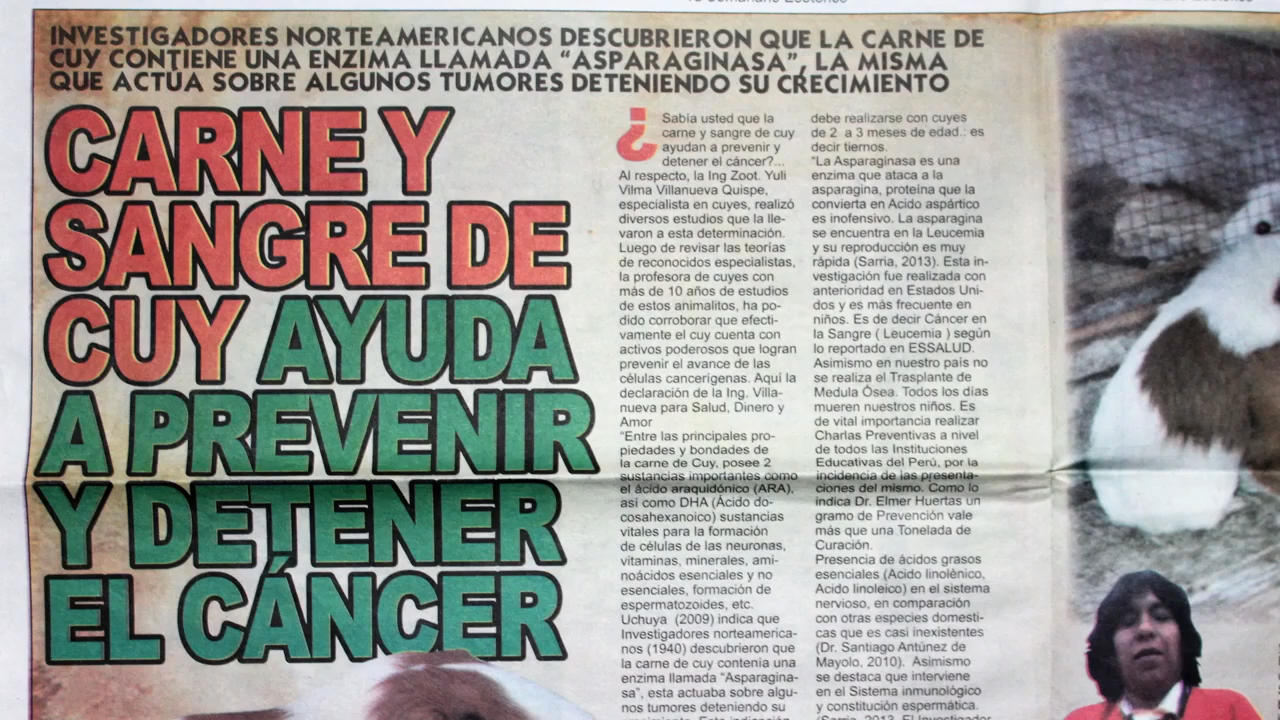 INVESTIGADORES NORTEAMERICANOS DESCUBRIERON QUE LA CARNE DE
CUY CONTIENE UNA ENZIMA LLAMADA “ASPARAGINASA”, LA MISMA
QUE ACTÚA SOBRE ALGUNOS TUMORES DETENIENDO SU CRECIMIENTO
CARNE Y
SANGRE DE
CUY AYUDA
A PREVENIR
Y DETENER
EL CÁNCER
¿Sabía usted que la
carne y sangre de cuy
ayudan a prevenir y
detener el cáncer?...
Al respecto, la Ing Zoot. Yuli
Vilma Villanueva Quispe,
especialista en cuyes, realizó
diversos estudios que la lle-
varon a esta determinación.
Luego de revisar las teorías
de reconocidos especialistas,
la profesora de cuyes con
más de 10 años de estudios
de estos animalitos, ha po-
dido corroborar que efecti-
vamente el cuy cuenta con
activos poderosos que logran
prevenir el avance de las
células cancerígenas. Aquí la
declaración de la Ing. Villa-
nueva para Salud, Dinero y
Amor
“Entre las principales pro-
piedades y bondades de
la carne de Cuy, posee 2
sustancias importantes como
el ácido araquidónico (ARA),
así como DHA (Ácido do-
cosahexanoico) sustancias
vitales para la formación
de células de las neuronas,
vitaminas, minerales, ami-
noácidos esenciales y no
esenciales, formación de
espermatozoides, etc.
Uchuya (2009) indica que
Investigadores norteamerica-
nos (1940) descubrieron que
la carne de cuy contenía una
enzima llamada “Asparagina-
sa”, esta actuaba sobre algu-
nos tumores deteniendo su
debe realizarse con cuyes
de 2 a 3 meses de edad.: es
decir tiernos.
“La Asparaginasa es una
enzima que ataca a la
asparagina, proteína que la
convierta en Acido aspártico
es inofensivo. La asparagina
se encuentra en la Leucemia
y su reproducción es muy
rápida (Sarria, 2013). Esta in-
vestigación fue realizada con
anterioridad en Estados Uni-
dos y es más frecuente en
niños. Es de decir Cáncer en
la Sangre ( Leucemia ) según
lo reportado en ESSALUD.
Asimismo en nuestro país no
se realiza el Trasplante de
Medula Ósea. Todos los días
mueren nuestros niños. Es
de vital importancia realizar
Charlas Preventivas a nivel
de todos las Instituciones
Educativas del Perú, por la
incidencia de las presenta-
ciones del mismo. Como lo
indica Dr. Elmer Huertas un
gramo de Prevención vale
más que una Tonelada de
Curación.
Presencia de ácidos grasos
esenciales (Acido linolènico,
Acido linoleico) en el sistema
nervioso, en comparación
con otras especies domesti-
cas que es casi inexistentes
(Dr. Santiago Antúnez de
Mayolo, 2010). Asimismo
se destaca que interviene
en el Sistema inmunológico
y constitución espermática.
(Sarria, 2013. El Investigador